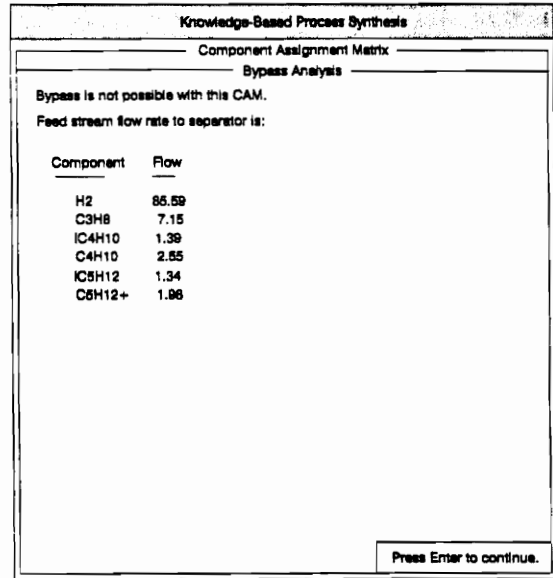 Knowledge-Based Process Synthesis
Component Assignment Matrix
Bypass Analysis
Bypass is not possible with this CAM.
Feed stream flow rate to separator is:
Component Flow
H2 85.59
C3H8 7.15
IC4H10 1.39
C4H10 2.55
IC5H12 1.34
C5H12+ 1.96
Press Enter to continue.